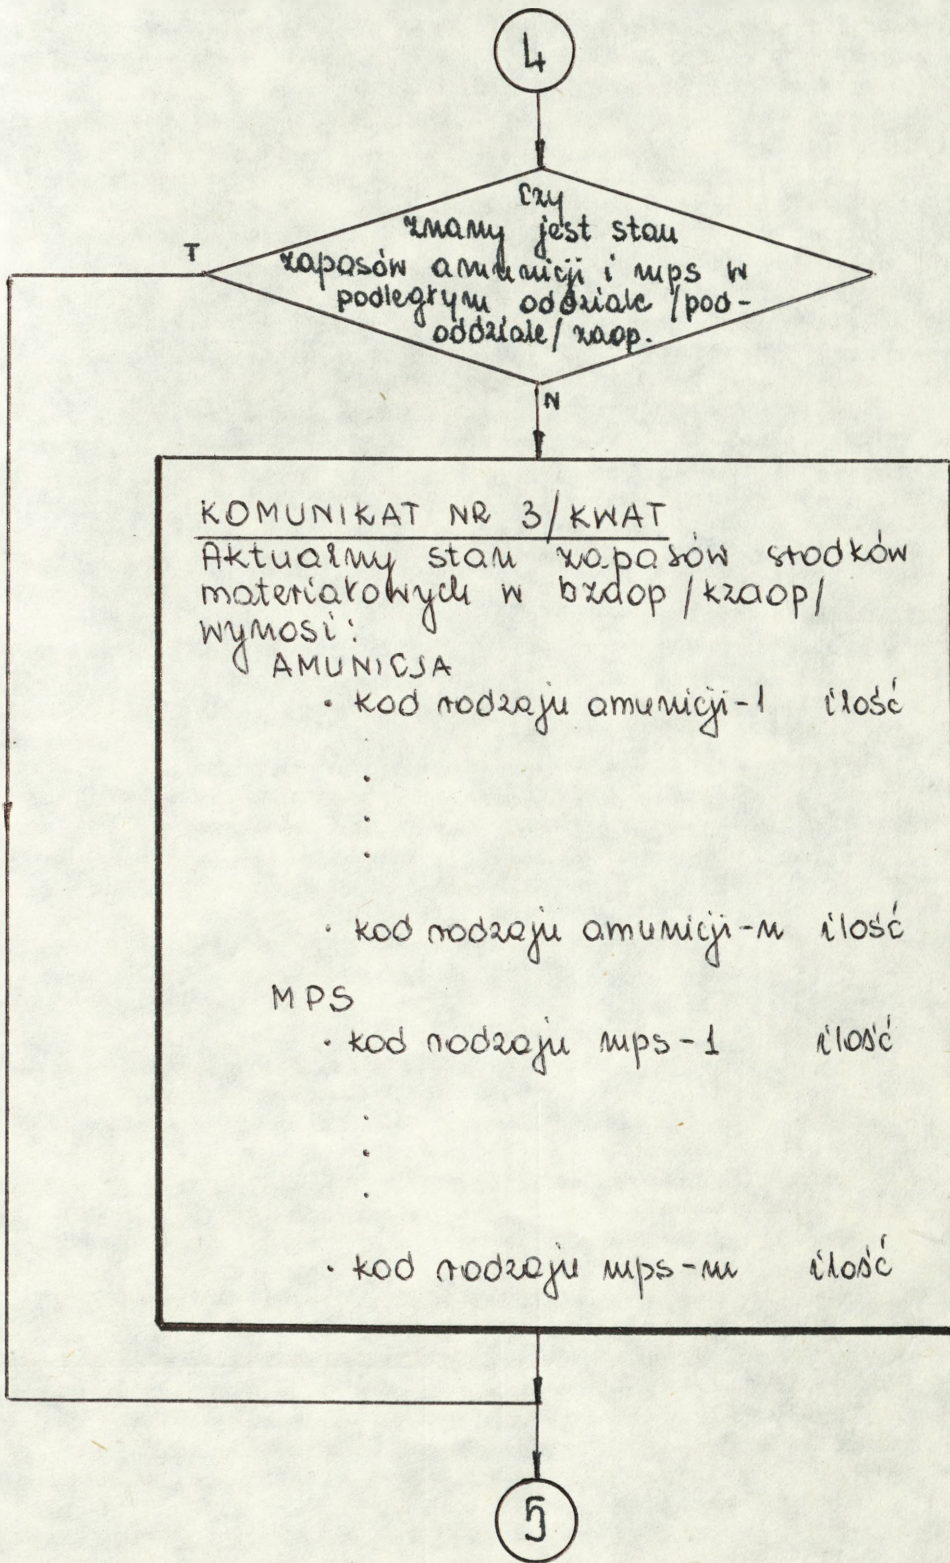 4
Czy
znany jest stan
zapasów amunicji i mps w
podległym oddziale /pod-
oddziale/ zaop.
T
N
KOMUNIKAT NR 3/KWAT
Aktualny stan zapasów środków
materiałowych w bzaop /kzaop/
wynosi:
AMUNICJA
· kod rodzaju amunicji-1 ilość
.
.
.
· kod rodzaju amunicji-n ilość
MPS
· kod rodzaju mps-1 ilość
.
.
.
· kod rodzaju mps-m ilość
5